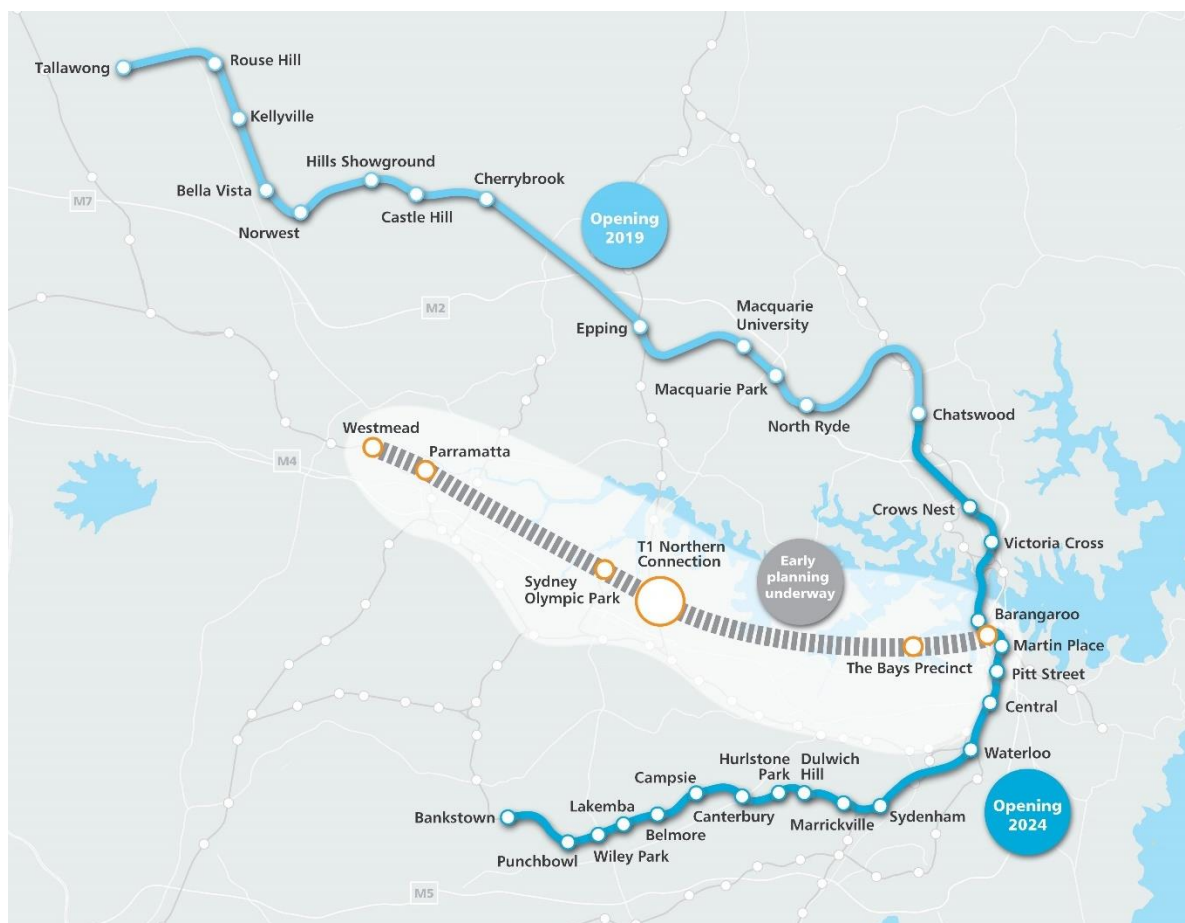 Tallawong
Rouse Hill
Kellyville
Bella Vista
Norwest
Hills Showground
Castle Hill
Cherrybrook
Opening
2019
M7
M2
Epping
Macquarie
University
Macquarie Park
North Ryde
Chatswood
Westmead
Parramatta
M4
Crows Nest
Victoria Cross
T1 Northern
Connection
Sydney
Olympic Park
Early
planning
underway
Barangaroo
Martin Place
The Bays Precinct
Pitt Street
Central
Waterloo
Bankstown
Punchbowl
Wiley Park
Lakemba
Belmore
Campsie
Canterbury
Hurlstone
Park
Dulwich
Hill
Marrickville
Sydenham
Opening
2024
M5